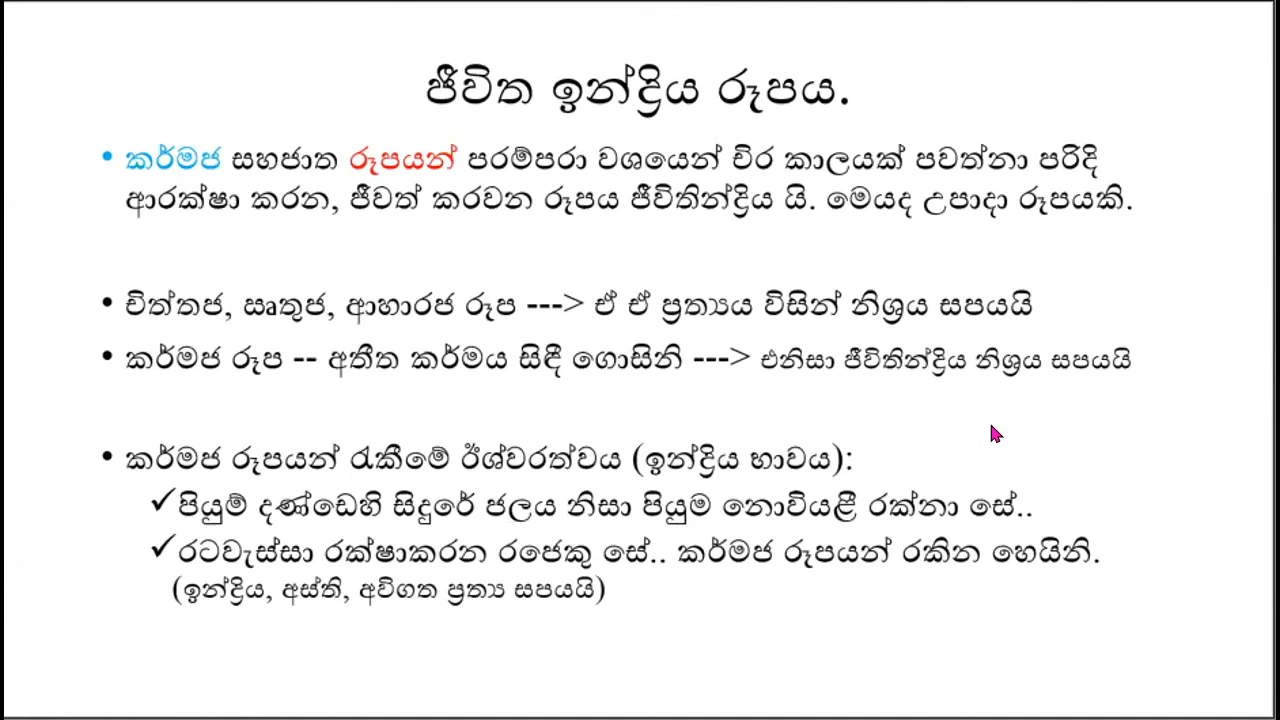 ජීවිත ඉන්ද්‍රිය රූපය.
• කර්මජ සහජාත රූපයන් පරම්පරා වශයෙන් චිර කාලයක් පවත්නා පරිදි
ආරක්ෂා කරන, ජීවත් කරවන රූපය ජීවිතින්ද්‍රිය යි. මෙයද උපාදා රූපයකි.
• චිත්තජ, ඍතුජ, ආහාරජ රූප ---> ඒ ඒ ප්‍රත්‍යය විසින් නිශ්‍රය සපයයි
• කර්මජ රූප -- අතීත කර්මය සිඳී ගොසිනි ---> එනිසා ජීවිතින්ද්‍රිය නිශ්‍රය සපයයි
• කර්මජ රූපයන් රැකීමේ ඊශ්වරත්වය (ඉන්ද්‍රිය භාවය):
✓පියුම් දණ්ඩෙහි සිදුරේ ජලය නිසා පියුම නොවියළී රක්නා සේ..
✓රටවැස්සා රක්ෂාකරන රජෙකු සේ.. කර්මජ රූපයන් රකින හෙයිනි.
(ඉන්ද්‍රිය, අස්ති, අවිගත ප්‍රත්‍ය සපයයි)